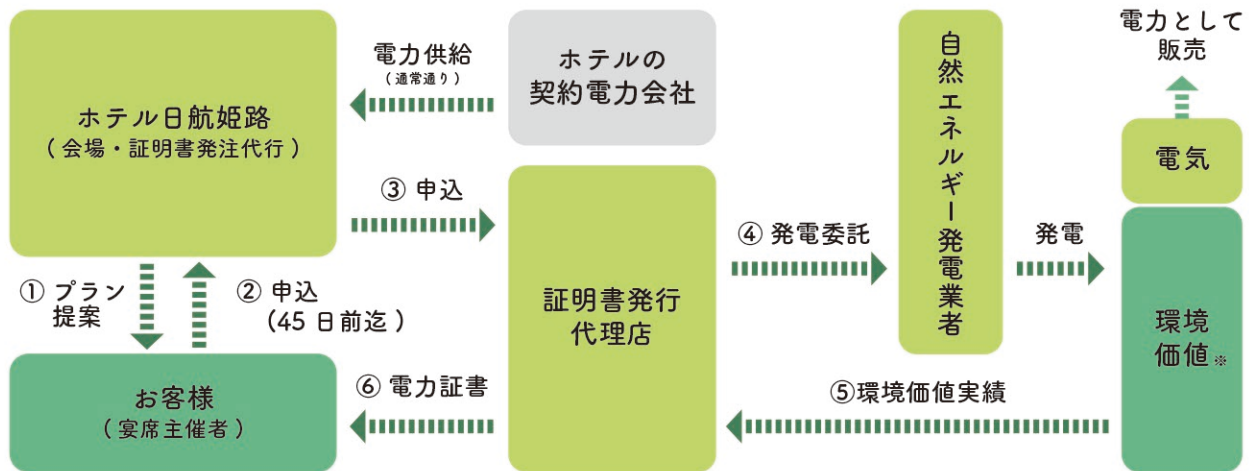 ホテル日航姫路
（会場・証明書発注代行）
電力供給
（通常通り）
ホテルの
契約電力会社
③ 申込
① プラン
提案
② 申込
(45日前迄)
お客様
（宴席主催者）
⑥ 電力証書
証明書発行
代理店
④ 発電委託
自然エネルギー発電業者
発電
電力として
販売
電気
環境
価値※
⑤環境価値実績